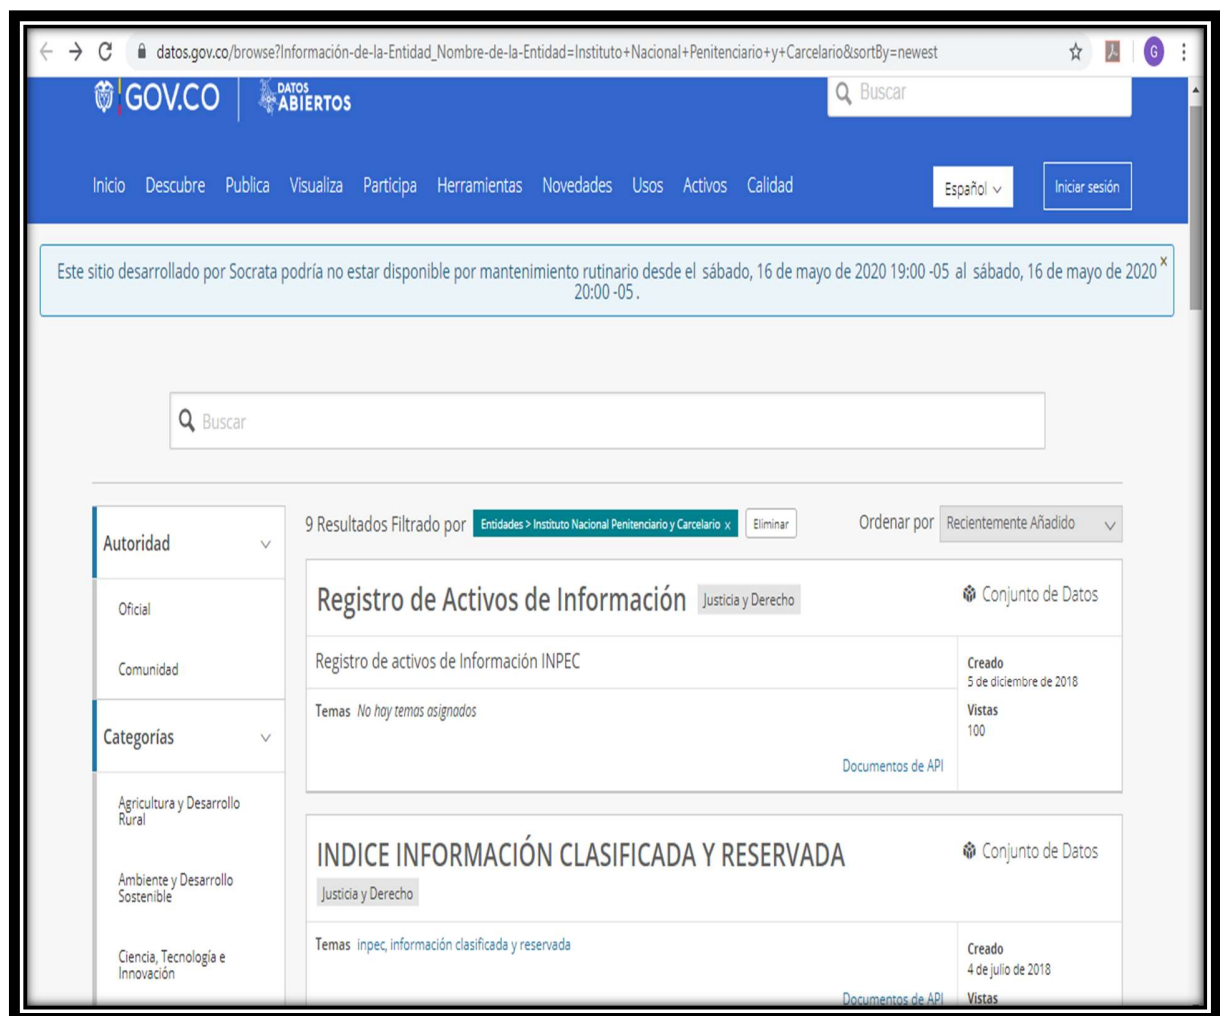 datos.gov.co/browse?Información-de-la-Entidad_Nombre-de-la-Entidad=Instituto+Nacional+Penitenciario+y+Carcelario&sortBy=newest
G
GOV.CO
DATOS
ABIERTOS
Buscar
Inicio Descubre Publica Visualiza Participa Herramientas Novedades Usos Activos Calidad
Español
Iniciar sesión
Este sitio desarrollado por Socrata podría no estar disponible por mantenimiento rutinario desde el sábado, 16 de mayo de 2020 19:00 -05 al sábado, 16 de mayo de 2020 x
20:00 -05 .
Buscar
Autoridad
Oficial
Comunidad
Categorías
Agricultura y Desarrollo
Rural
Ambiente y Desarrollo
Sostenible
Ciencia, Tecnología e
Innovación
9 Resultados Filtrado por Entidades > Instituto Nacional Penitenciario y Carcelario x Eliminar
Ordenar por Recientemente Añadido
Registro de Activos de Información Justicia y Derecho
Conjunto de Datos
Registro de activos de Información INPEC
Temas No hay temas asignados
Documentos de API
Creado
5 de diciembre de 2018
Vistas
100
INDICE INFORMACIÓN CLASIFICADA Y RESERVADA
Justicia y Derecho
Conjunto de Datos
Temas inpec, información clasificada y reservada
Documentos de API
Creado
4 de julio de 2018
Vistas